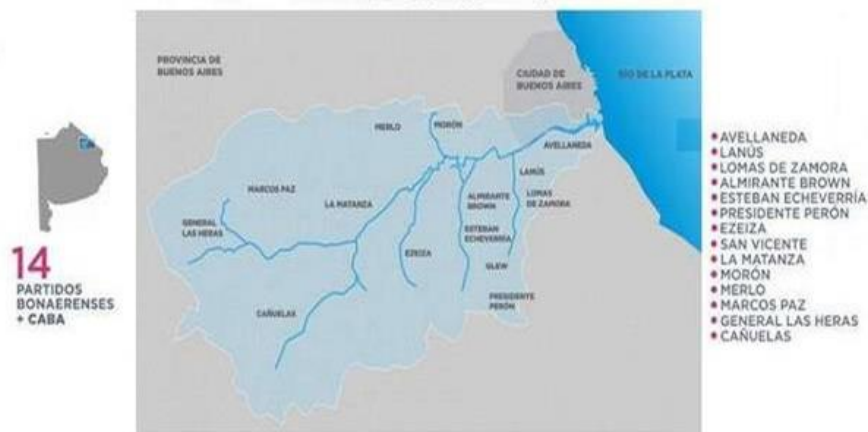 PROVINCIA DE
BUENOS AIRES
CIUDAD DE
BUENOS AIRES
RIO DE LA PLATA
MERLO
MORÓN
AVELLANEDA
LANÚS
MARCOS PAZ
LA MATANZA
ALMIRANTE
BROWN
LOMAS
DE ZAMORA
GENERAL
LAS HERAS
ESTEBAN
ECHEVERRÍA
EZEIZA
GLEW
PRESIDENTE
PERÓN
CAÑUELAS
14
PARTIDOS
BONAERENSES
+ CABA
• AVELLANEDA
• LANÚS
• LOMAS DE ZAMORA
• ALMIRANTE BROWN
• ESTEBAN ECHEVERRÍA
• PRESIDENTE PERÓN
• EZEIZA
• SAN VICENTE
• LA MATANZA
• MORÓN
• MERLO
• MARCOS PAZ
• GENERAL LAS HERAS
• CAÑUELAS